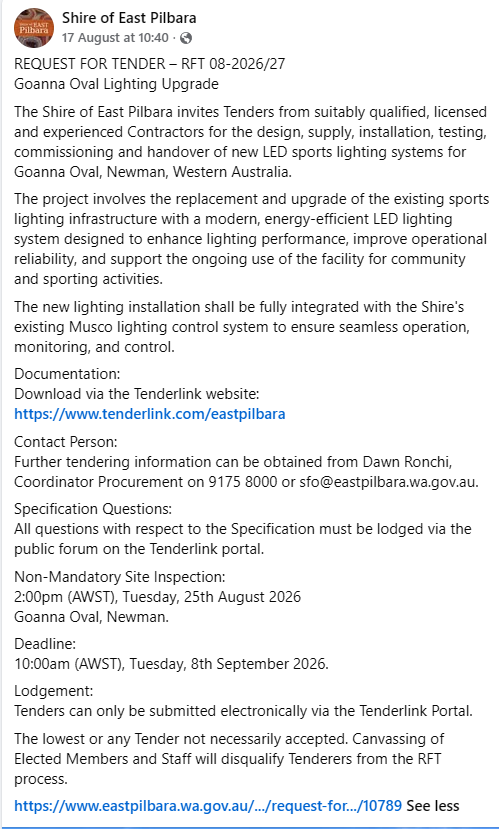 Shire of East Pilbara
17 August at 10:40 ·
Shire of EAST
Pilbara
REQUEST FOR TENDER – RFT 08-2026/27
Goanna Oval Lighting Upgrade
The Shire of East Pilbara invites Tenders from suitably qualified, licensed
and experienced Contractors for the design, supply, installation, testing,
commissioning and handover of new LED sports lighting systems for
Goanna Oval, Newman, Western Australia.
The project involves the replacement and upgrade of the existing sports
lighting infrastructure with a modern, energy-efficient LED lighting
system designed to enhance lighting performance, improve operational
reliability, and support the ongoing use of the facility for community
and sporting activities.
The new lighting installation shall be fully integrated with the Shire's
existing Musco lighting control system to ensure seamless operation,
monitoring, and control.
Documentation:
Download via the Tenderlink website:
https://www.tenderlink.com/eastpilbara
Contact Person:
Further tendering information can be obtained from Dawn Ronchi,
Coordinator Procurement on 9175 8000 or sfo@eastpilbara.wa.gov.au.
Specification Questions:
All questions with respect to the Specification must be lodged via the
public forum on the Tenderlink portal.
Non-Mandatory Site Inspection:
2:00pm (AWST), Tuesday, 25th August 2026
Goanna Oval, Newman.
Deadline:
10:00am (AWST), Tuesday, 8th September 2026.
Lodgement:
Tenders can only be submitted electronically via the Tenderlink Portal.
The lowest or any Tender not necessarily accepted. Canvassing of
Elected Members and Staff will disqualify Tenderers from the RFT
process.
https://www.eastpilbara.wa.gov.au/.../request-for.../10789 See less